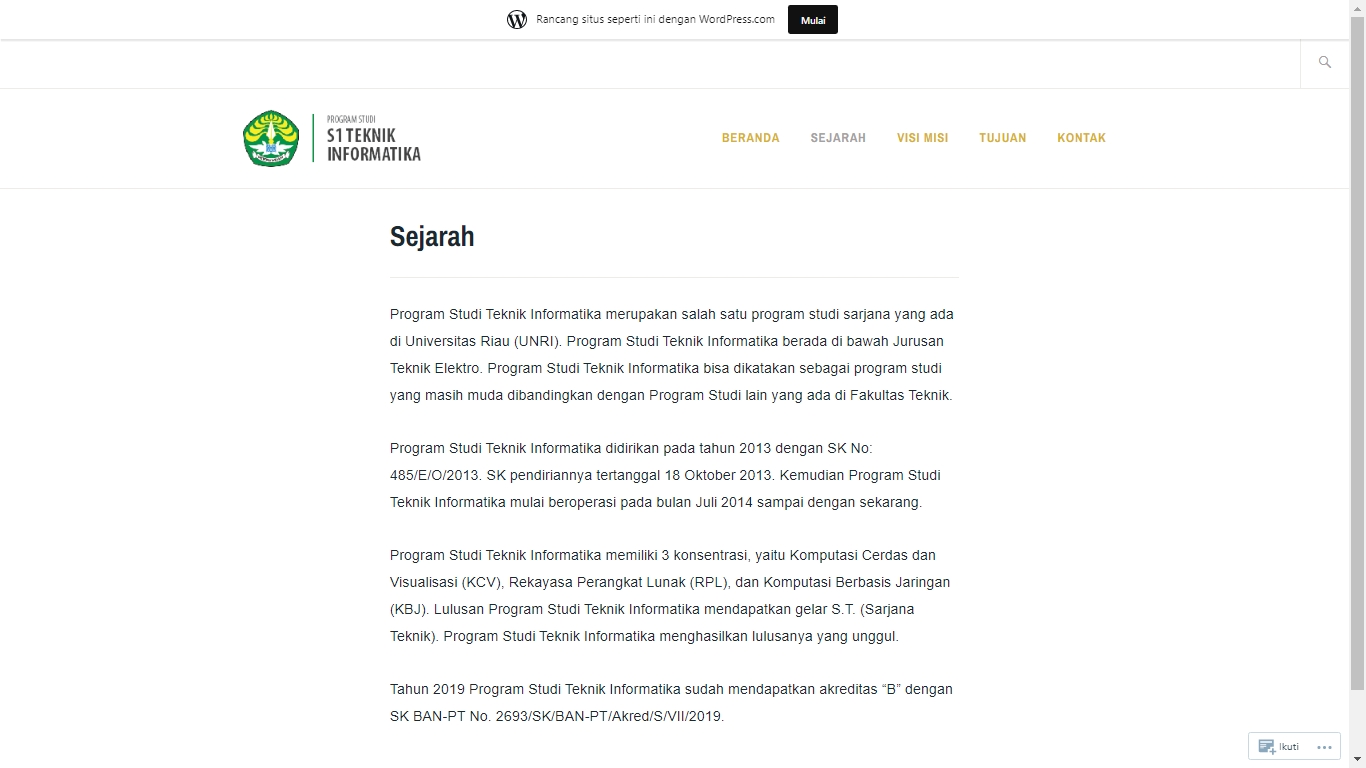 Rancang situs seperti ini dengan WordPress.com
Mulai
PROGRAM STUDI
S1 TEKNIK
INFORMATIKA
BERANDA
SEJARAH
VISI MISI
TUJUAN
KONTAK
Sejarah
Program Studi Teknik Informatika merupakan salah satu program studi sarjana yang ada
di Universitas Riau (UNRI). Program Studi Teknik Informatika berada di bawah Jurusan
Teknik Elektro. Program Studi Teknik Informatika bisa dikatakan sebagai program studi
yang masih muda dibandingkan dengan Program Studi lain yang ada di Fakultas Teknik.
Program Studi Teknik Informatika didirikan pada tahun 2013 dengan SK No:
485/E/O/2013. SK pendiriannya tertanggal 18 Oktober 2013. Kemudian Program Studi
Teknik Informatika mulai beroperasi pada bulan Juli 2014 sampai dengan sekarang.
Program Studi Teknik Informatika memiliki 3 konsentrasi, yaitu Komputasi Cerdas dan
Visualisasi (KCV), Rekayasa Perangkat Lunak (RPL), dan Komputasi Berbasis Jaringan
(KBJ). Lulusan Program Studi Teknik Informatika mendapatkan gelar S.T. (Sarjana
Teknik). Program Studi Teknik Informatika menghasilkan lulusanya yang unggul.
Tahun 2019 Program Studi Teknik Informatika sudah mendapatkan akreditas “B” dengan
SK BAN-PT No. 2693/SK/BAN-PT/Akred/S/VII/2019.
Ikuti